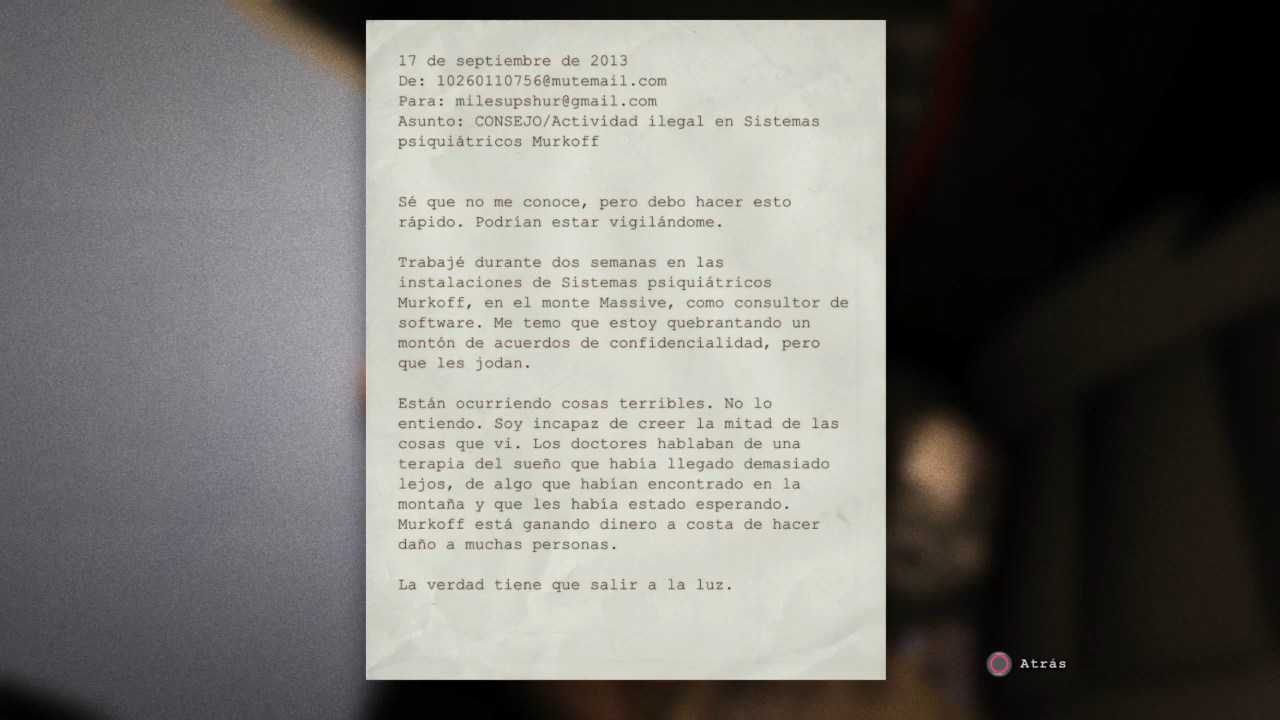 17 de septiembre de 2013
De: 10260110756@mutemail.com
Para: milesupshur@gmail.com
Asunto: CONSEJO/Actividad ilegal en Sistemas
psiquiátricos Murkoff
Sé que no me conoce, pero debo hacer esto
rápido. Podrían estar vigilándome.
Trabajé durante dos semanas en las
instalaciones de Sistemas psiquiátricos
Murkoff, en el monte Massive, como consultor de
software. Me temo que estoy quebrantando un
montón de acuerdos de confidencialidad, pero
que les jodan.
Están ocurriendo cosas terribles. No lo
entiendo. Soy incapaz de creer la mitad de las
cosas que vi. Los doctores hablaban de una
terapia del sueño que había llegado demasiado
lejos, de algo que habían encontrado en la
montaña y que les había estado esperando.
Murkoff está ganando dinero a costa de hacer
daño a muchas personas.
La verdad tiene que salir a la luz.
Atrás